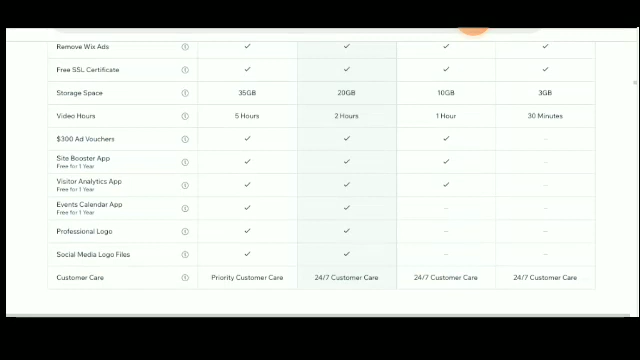 Remove Wix Ads ✓ ✓ ✓ ✓
Free SSL Certificate ✓ ✓ ✓ ✓
Storage Space 35GB 20GB 10GB 3GB
Video Hours 5 Hours 2 Hours 1 Hour 30 Minutes
$300 Ad Vouchers ✓ ✓ ✓ –
Site Booster App ✓ ✓ ✓ –
Free for 1 Year
Visitor Analytics App ✓ ✓ ✓ –
Free for 1 Year
Events Calendar App ✓ ✓ – –
Free for 1 Year
Professional Logo ✓ ✓ – –
Social Media Logo Files ✓ ✓ – –
Customer Care Priority Customer Care 24/7 Customer Care 24/7 Customer Care 24/7 Customer Care